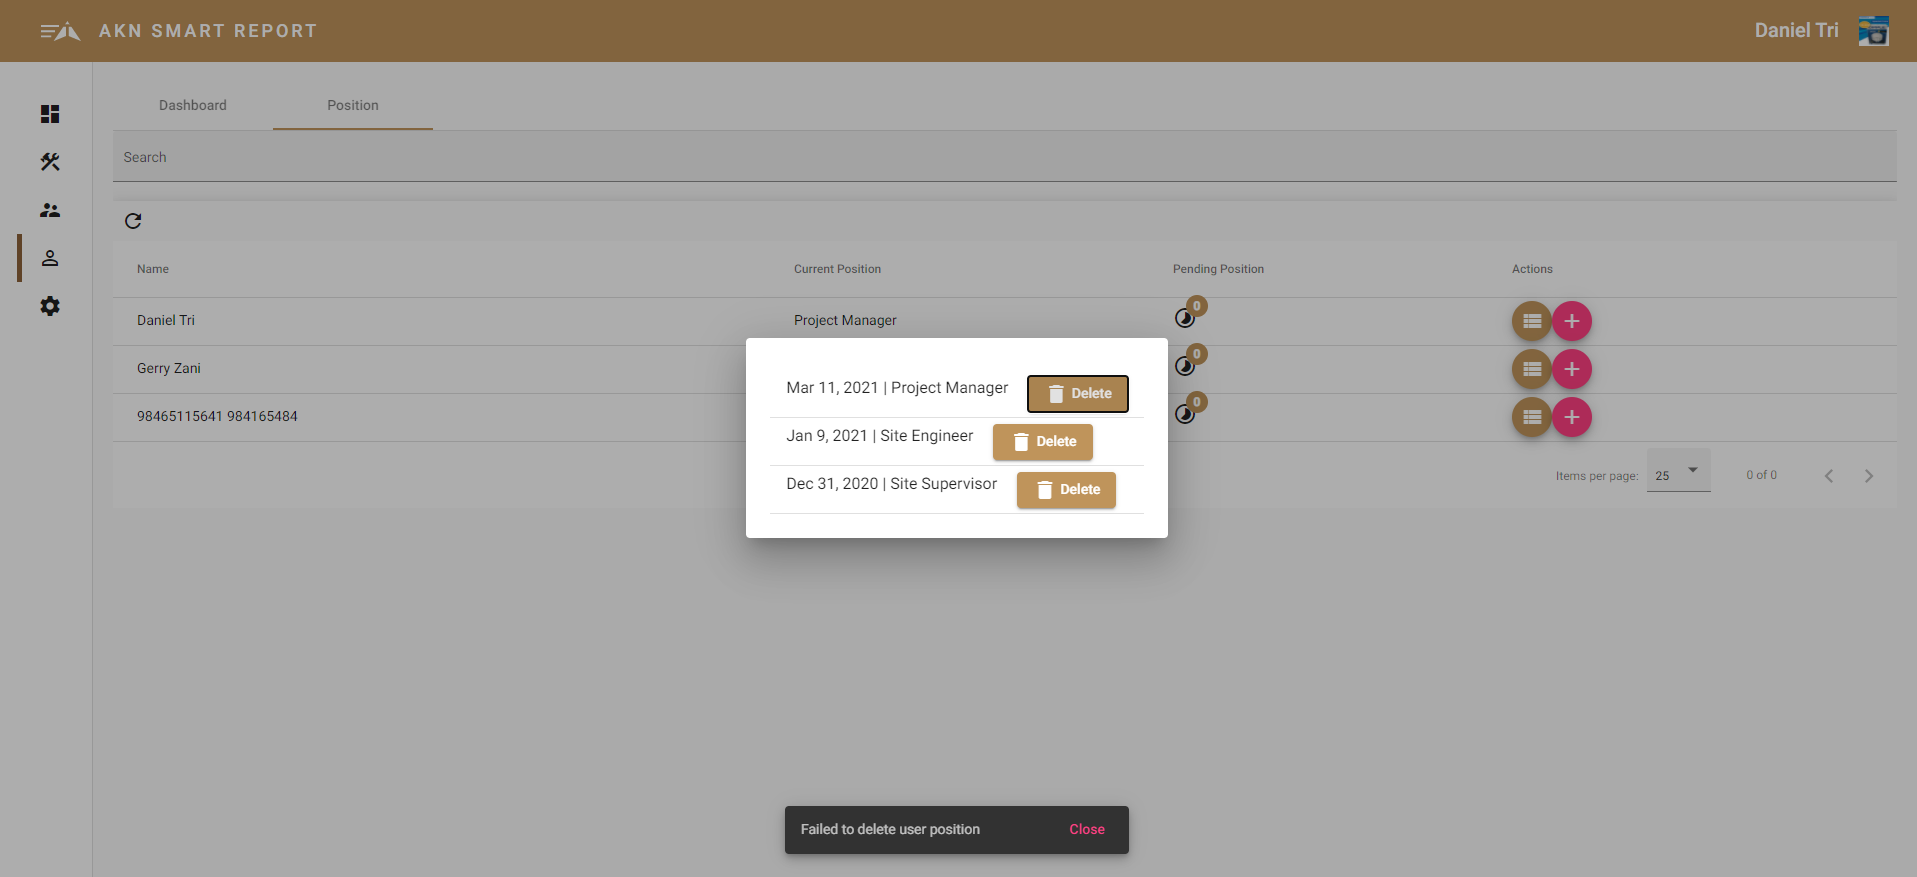 AKN SMART REPORT
Daniel Tri
Dashboard
Position
Search
Name
Current Position
Pending Position
Actions
Daniel Tri
Project Manager
0
Gerry Zani
0
98465115641 984165484
0
Items per page:
25
0 of 0
Mar 11, 2021 | Project Manager
Delete
Jan 9, 2021 | Site Engineer
Delete
Dec 31, 2020 | Site Supervisor
Delete
Failed to delete user position
Close